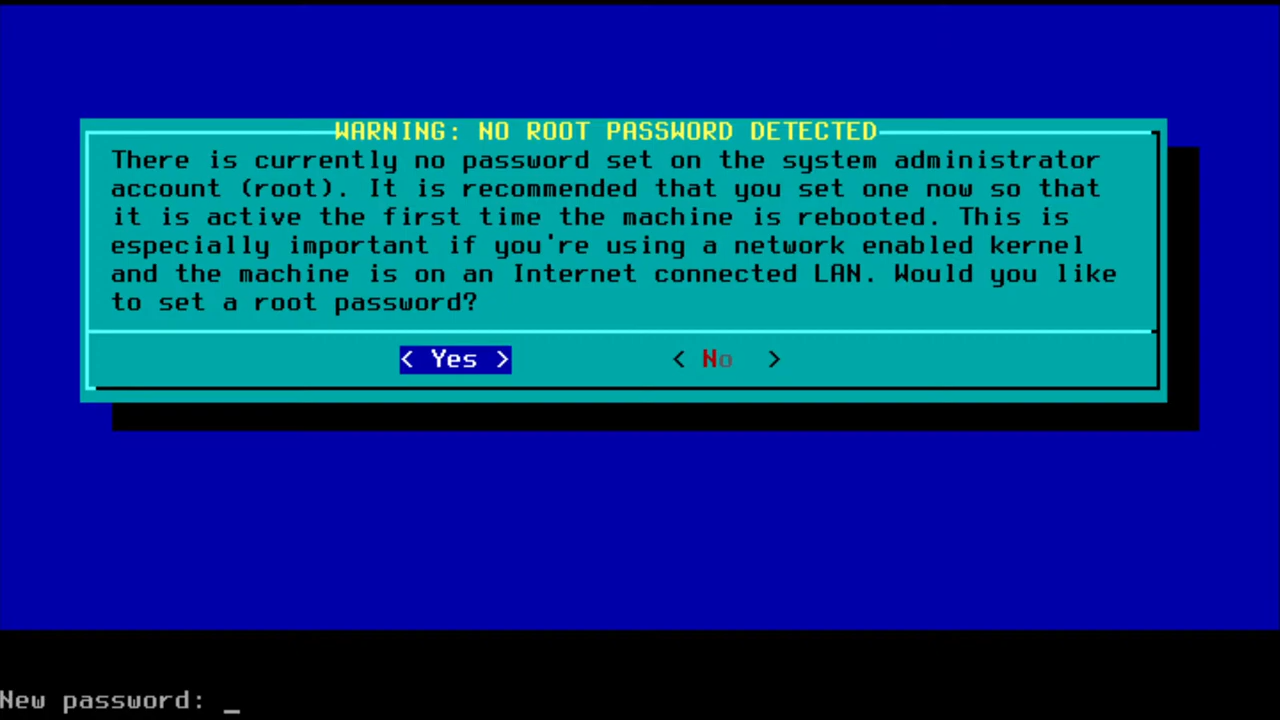 WARNING: NO ROOT PASSWORD DETECTED
There is currently no password set on the system administrator
account (root). It is recommended that you set one now so that
it is active the first time the machine is rebooted. This is
especially important if you're using a network enabled kernel
and the machine is on an Internet connected LAN. Would you like
to set a root password?
< Yes > < No >
New password: _